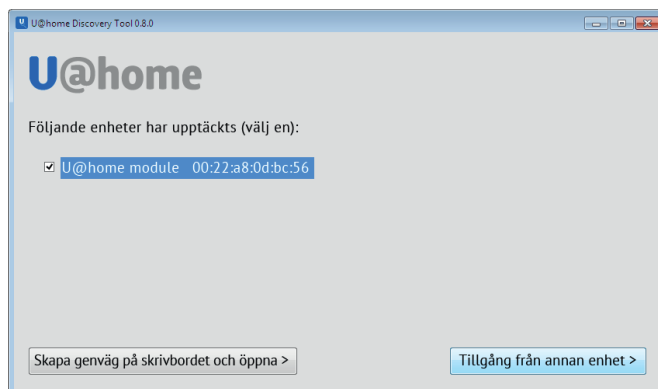 U@home Discovery Tool 0.8.0
U@home
Följande enheter har upptäckts (välj en):
U@home module 00:22:a8:0d:bc:56
Skapa genväg på skrivbordet och öppna > Tillgång från annan enhet >